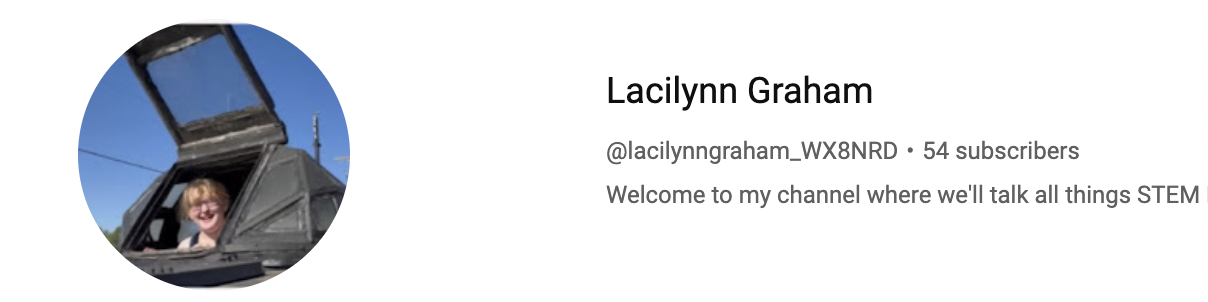 Lacilynn Graham
@lacilynngraham_WX8NRD • 54 subscribers
Welcome to my channel where we'll talk all things STEM